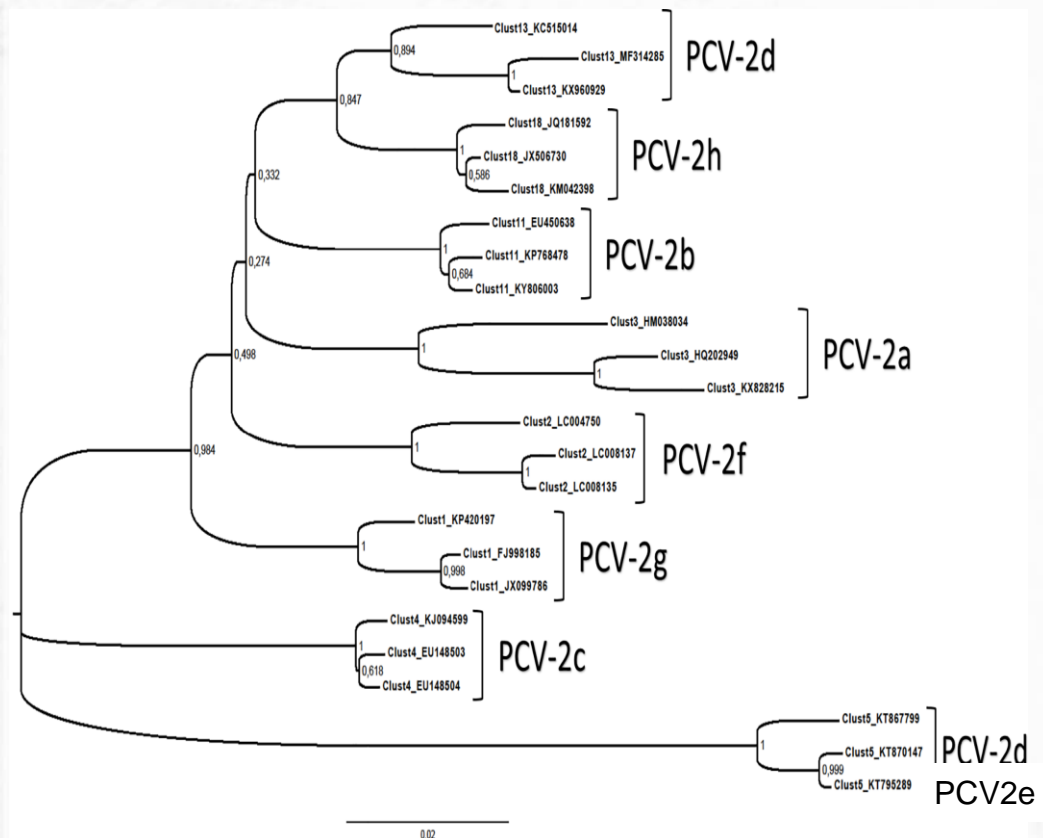 Clust13_KC515014
0,894
Clust13_MF314285
PCV-2d
1
Clust13_KX960929
0,847
Clust18_JQ181592
1
Clust18_JX506730
PCV-2h
0,586
Clust18_KM042398
0,332
Clust11_EU450638
1
Clust11_KP768478
PCV-2b
0,684
Clust11_KY806003
0,274
Clust3_HM038034
1
Clust3_HQ202949
PCV-2a
1
Clust3_KX828215
0,498
Clust2_LC004750
1
Clust2_LC008137
PCV-2f
1
Clust2_LC008135
0,984
Clust1_KP420197
1
Clust1_FJ998185
PCV-2g
0,998
Clust1_JX099786
Clust4_KJ094599
1
Clust4_EU148503
PCV-2c
0,618
Clust4_EU148504
Clust5_KT867799
1
Clust5_KT870147
PCV-2d
0,999
Clust5_KT795289
PCV2e
0.02